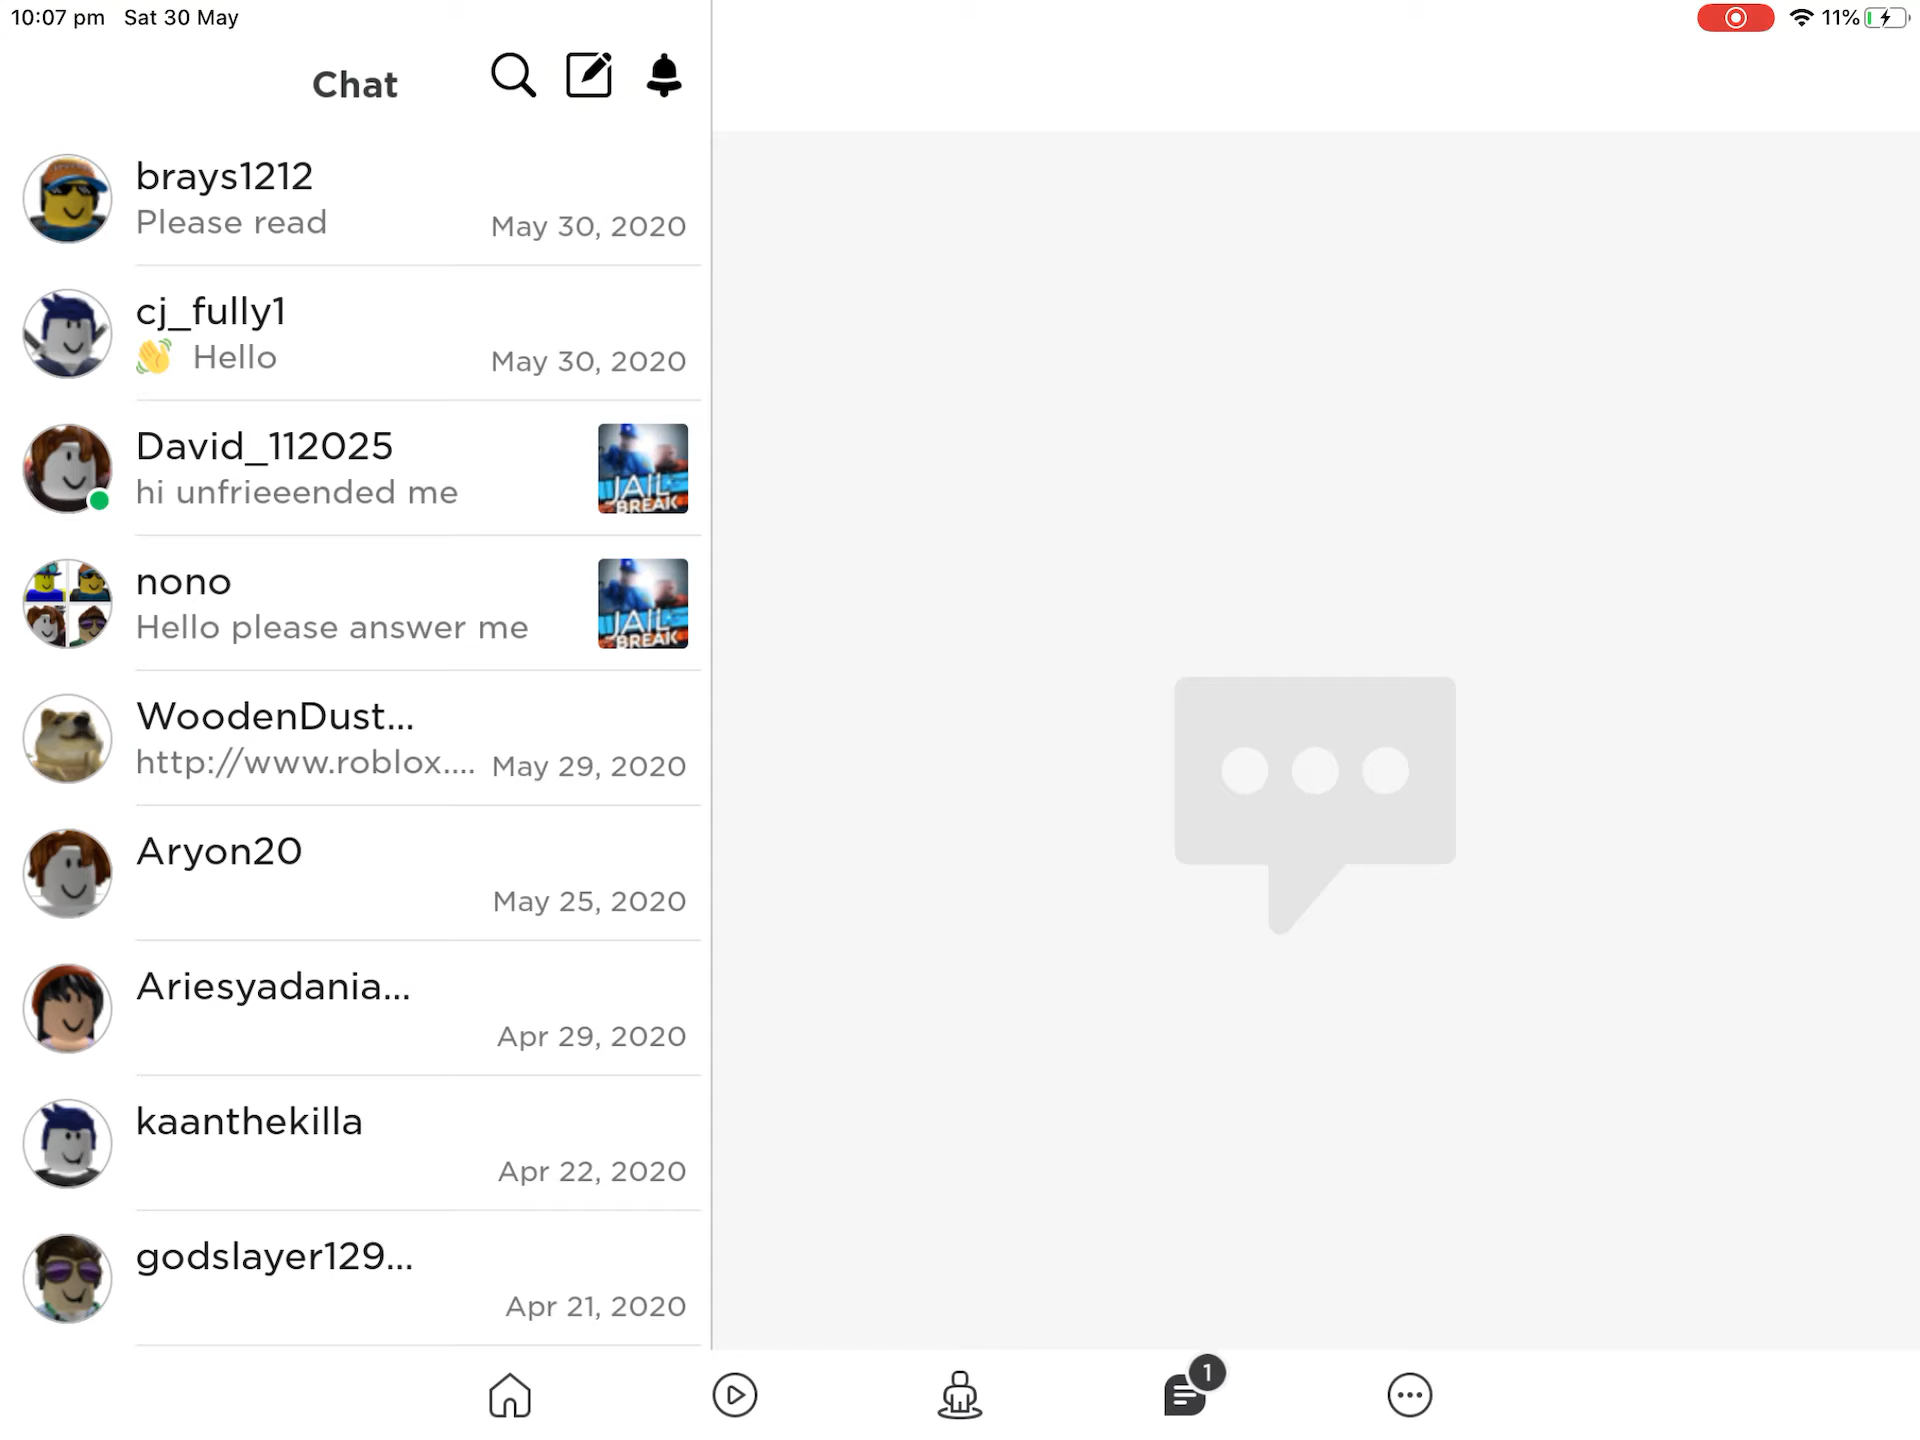 10:07 pm Sat 30 May
11%
Chat
brays1212
Please read
May 30, 2020
cj_fully1
👋 Hello
May 30, 2020
David_112025
hi unfrieeended me
JAIL
BREAK
nono
Hello please answer me
JAIL
BREAK
WoodenDust...
http://www.roblox.... May 29, 2020
Aryon20
May 25, 2020
Ariesyadania...
Apr 29, 2020
kaanthekilla
Apr 22, 2020
godslayer129...
Apr 21, 2020
1